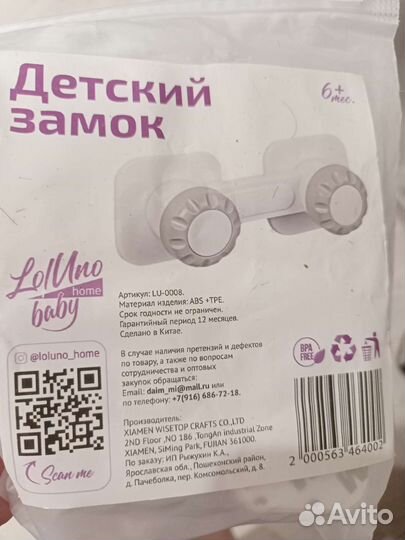 Детский
замок
6+
мес.
LolUno
home
baby
Артикул: LU-0008.
Материал изделия: ABS +TPE.
Срок годности не ограничен.
Гарантийный период 12 месяцев.
Сделано в Китае.
BPA
FREE
@loluno_home
В случае наличия претензий и дефектов
по товару, а также по вопросам
сотрудничества и оптовых
закупок обращаться:
Email: daim_mi@mail.ru или
по телефону: +7(916) 686-72-18.
Scan me
Производитель:
XIAMEN WISETOP CRAFTS CO.,LTD
2ND Floor ,NO 186 ,TongAn industrial Zone
XIAMEN, SiMing Park, FUJIAN 361000.
По заказу: ИП Рыжухин К.А.,
Ярославская обл., Пошехонский район,
д. Пачеболка, пер. Комсомольский, д. 8.
2 000563 464002
Avito